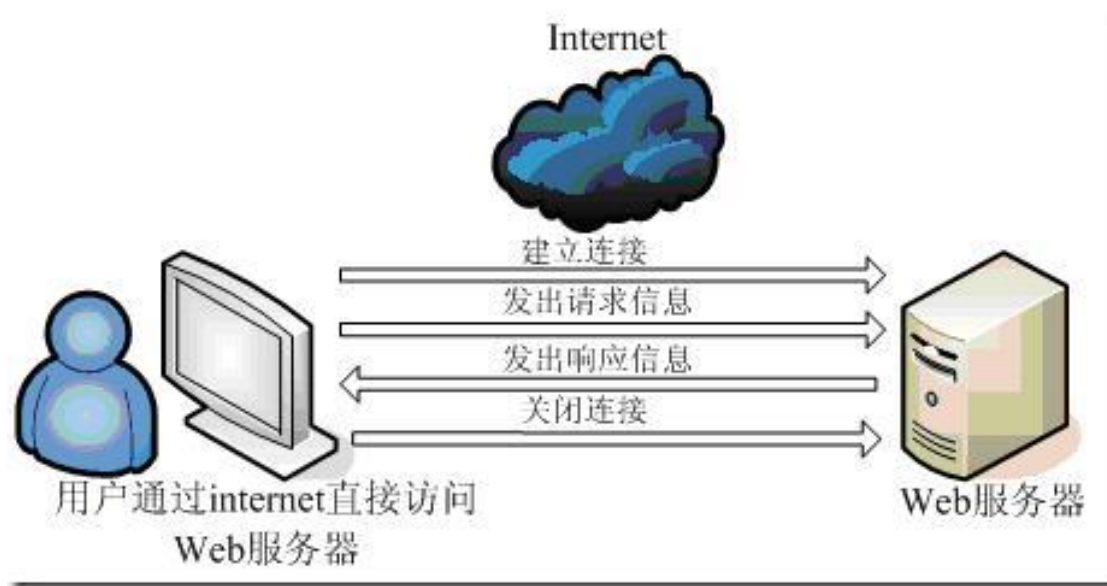 Internet
建立连接
发出请求信息
发出响应信息
关闭连接
用户通过internet直接访问
Web服务器
Web服务器